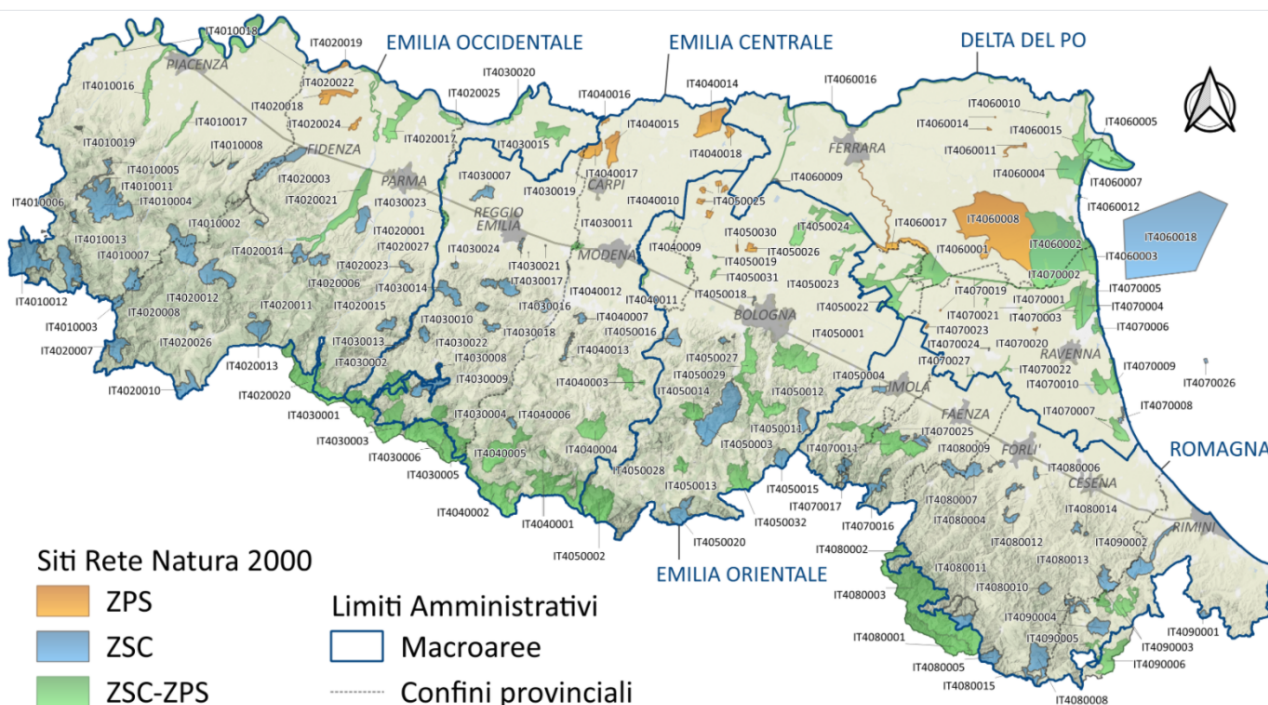 IT4010018
IT4020019
EMILIA OCCIDENTALE
EMILIA CENTRALE
DELTA DEL PO
PIACENZA
IT4020022
IT4030020
IT4040014
IT4060016
IT4010016
IT4020018
IT4020025
IT4040016
IT4060010
IT4010017
IT4020024
IT4040015
IT4060014
IT4060015
IT4060005
IT4010019
IT4010008
FIDENZA
IT4020017
IT4030015
IT4040018
FERRARA
IT4060011
IT4010005
IT4020003
IT4030007
IT4040017
IT4060004
IT4060007
IT4010011
IT4010004
IT4020021
PARMA
IT4030019
CARPI
IT4060009
IT4010006
IT4030023
IT4040010
IT4050025
IT4060012
IT4010002
IT4020001
REGGIO
EMILIA
IT4030011
IT4050030
IT4050024
IT4060017
IT4060008
IT4060018
IT4010013
IT4010007
IT4020014
IT4020027
IT4030024
MODENA
IT4040009
IT4050026
IT4060001
IT4060002
IT4060003
IT4020023
IT4030021
IT4050019
IT4070002
IT4010012
IT4020006
IT4030014
IT4030017
IT4040012
IT4050031
IT4050023
IT4070019
IT4070005
IT4020012
IT4020011
IT4020015
IT4030016
IT4040011
IT4050018
IT4050022
IT4070001
IT4070004
IT4010003
IT4020008
IT4030010
IT4040007
BOLOGNA
IT4070021
IT4070003
IT4070006
IT4020026
IT4030013
IT4030022
IT4030018
IT4050016
IT4050001
IT4070023
IT4070020
IT4020007
IT4030008
IT4040013
IT4050027
IT4070024
RAVENNA
IT4020013
IT4030002
IT4030009
IT4050029
IT4050004
IT4070027
IT4070022
IT4070009
IT4020010
IT4020020
IT4040003
IT4050014
IT4050012
IMOLA
IT4070010
IT4070026
IT4030001
IT4030004
IT4040006
IT4050011
FAENZA
IT4070007
IT4070008
IT4030003
IT4050003
IT4070011
IT4070025
IT4030006
IT4040005
IT4040004
IT4080009
FORLI'
ROMAGNA
IT4030005
IT4050028
IT4050013
IT4050015
IT4080006
CESENA
IT4040002
IT4040001
IT4070017
IT4080007
IT4050032
IT4070016
IT4080004
IT4080014
RIMINI
IT4050002
IT4050020
IT4080002
IT4080012
IT4090002
EMILIA ORIENTALE
IT4080011
IT4080013
IT4080003
IT4080010
IT4090004
IT4080001
IT4090005
IT4090001
IT4080005
IT4090003
IT4080015
IT4090006
IT4080008
Siti Rete Natura 2000
ZPS
ZSC
ZSC-ZPS
Limiti Amministrativi
Macroaree
Confini provinciali